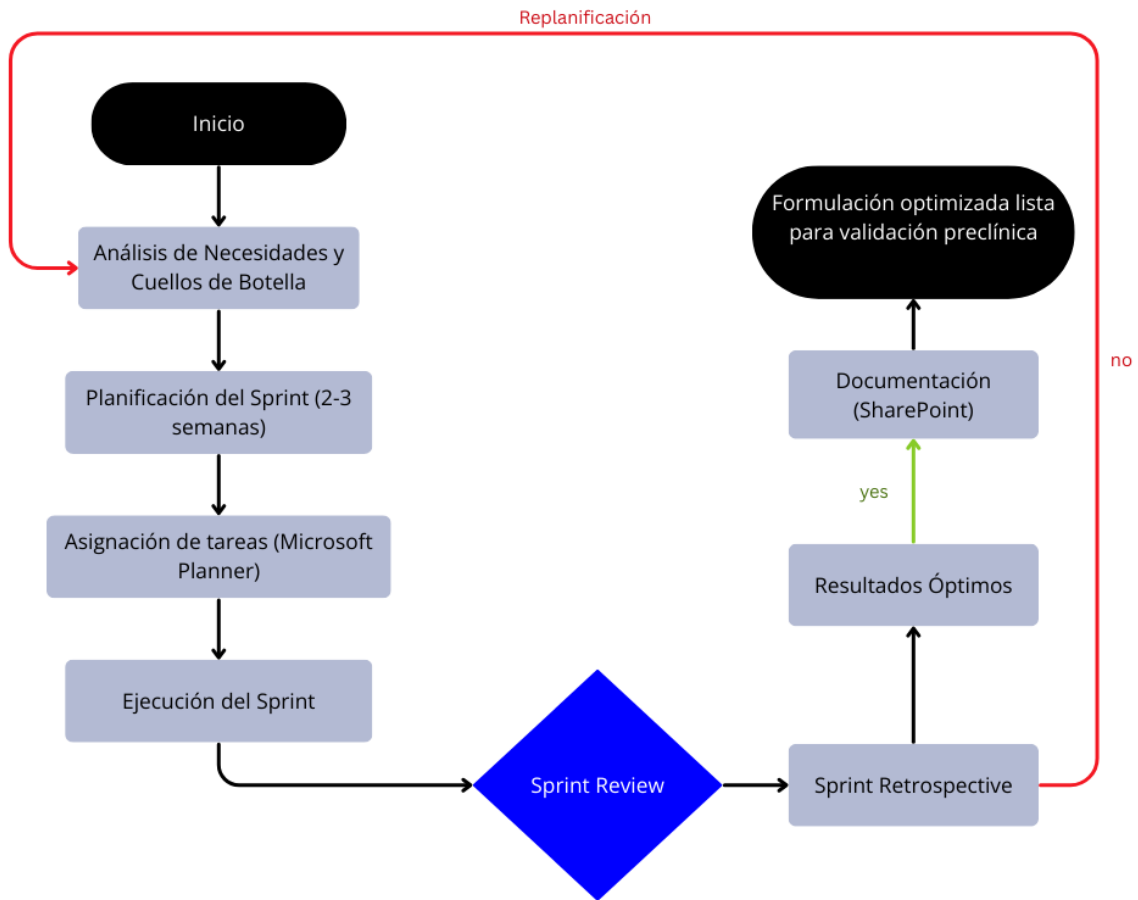 Replanificación
Inicio
Análisis de Necesidades y
Cuellos de Botella
Planificación del Sprint (2-3
semanas)
Asignación de tareas (Microsoft
Planner)
Ejecución del Sprint
Sprint Review
Sprint Retrospective
no
Resultados Óptimos
yes
Documentación
(SharePoint)
Formulación optimizada lista
para validación preclínica